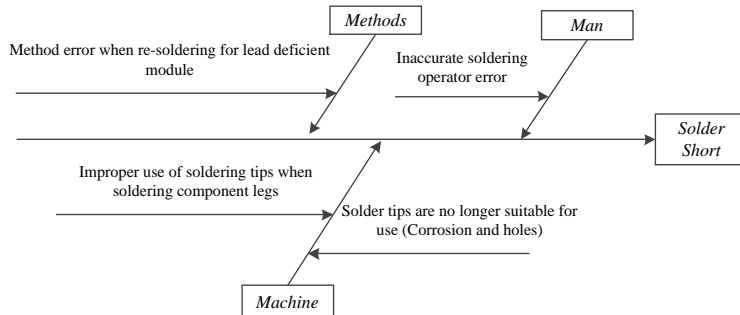 Methods
Man
Method error when re-soldering for lead deficient
module
Inaccurate soldering
operator error
Solder
Short
Improper use of soldering tips when
soldering component legs
Solder tips are no longer suitable for
use (Corrosion and holes)
Machine